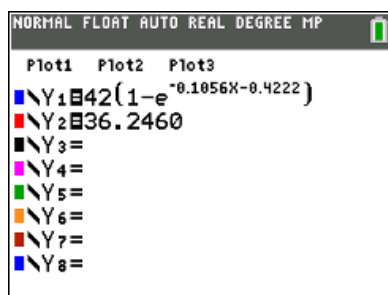 NORMAL FLOAT AUTO REAL DEGREE MP
Plot1 Plot2 Plot3
\Y₁=42(1-e^-0.1056X-0.4222)
\Y₂=36.2460
\Y₃=
\Y₄=
\Y₅=
\Y₆=
\Y₇=
\Y₈=